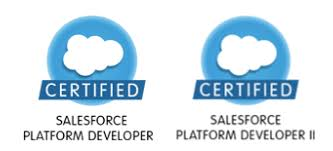 CERTIFIED
SALESFORCE
PLATFORM DEVELOPER
CERTIFIED
SALESFORCE
PLATFORM DEVELOPER II